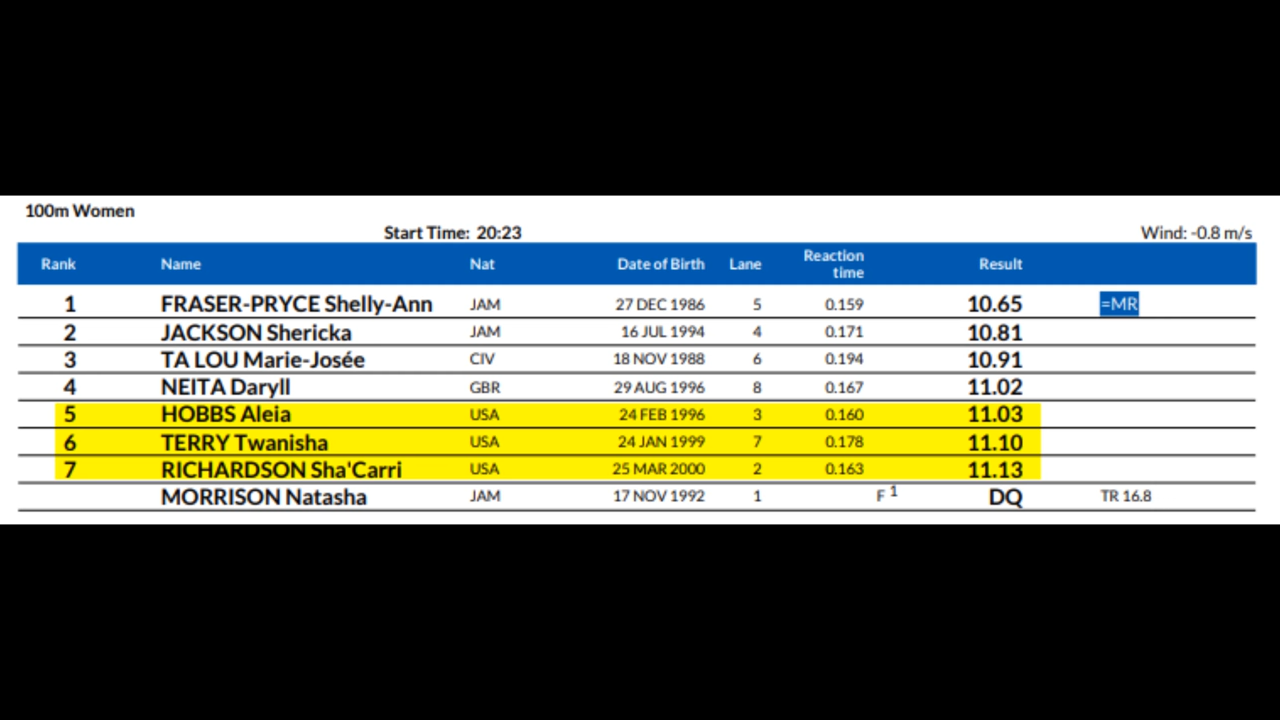 100m Women
Start Time: 20:23 Wind: -0.8 m/s
Rank Name Nat Date of Birth Lane Reaction time Result
1 FRASER-PRYCE Shelly-Ann JAM 27 DEC 1986 5 0.159 10.65 =MR
2 JACKSON Shericka JAM 16 JUL 1994 4 0.171 10.81
3 TA LOU Marie-Josée CIV 18 NOV 1988 6 0.194 10.91
4 NEITA Daryll GBR 29 AUG 1996 8 0.167 11.02
5 HOBBS Aleia USA 24 FEB 1996 3 0.160 11.03
6 TERRY Twanisha USA 24 JAN 1999 7 0.178 11.10
7 RICHARDSON Sha'Carri USA 25 MAR 2000 2 0.163 11.13
MORRISON Natasha JAM 17 NOV 1992 1 F 1 DQ TR 16.8